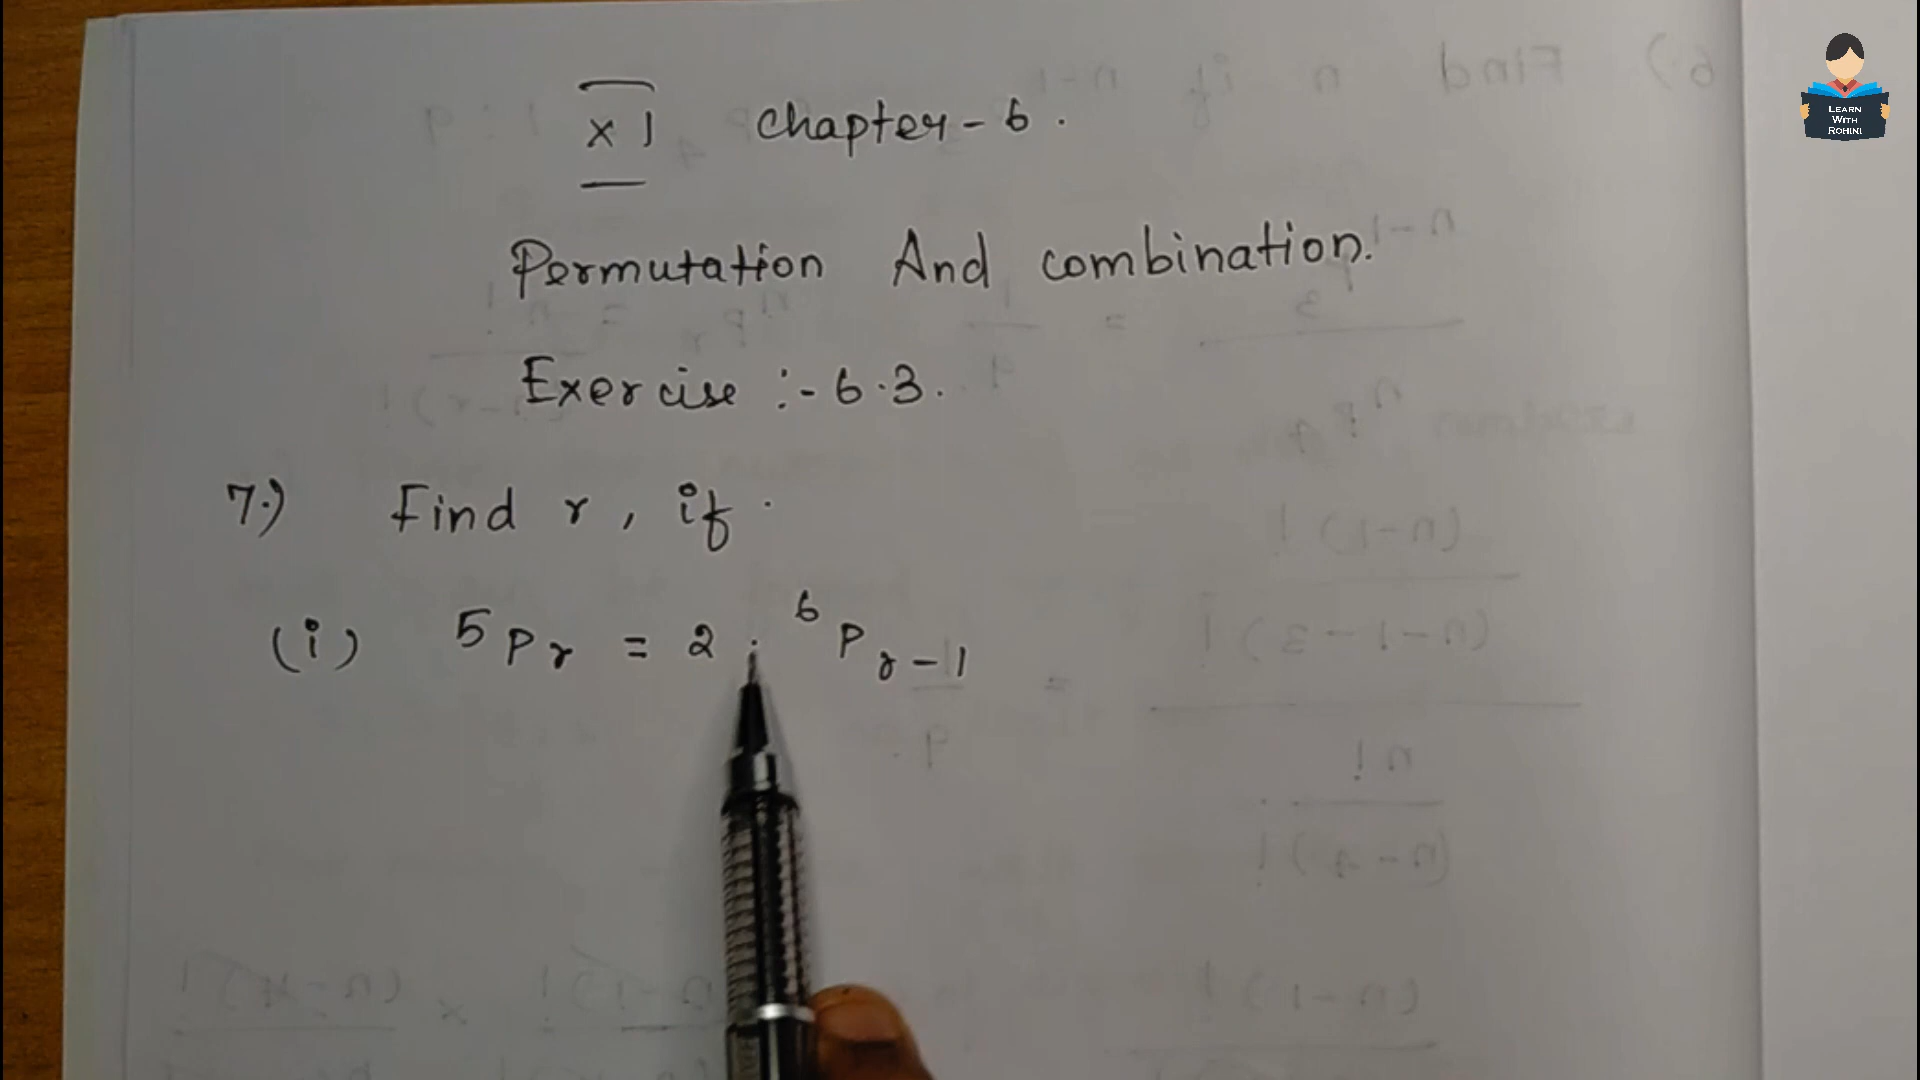 XI Chapter-6.
Permutation And combination.
Exercise :- 6.3.
7.) Find r, if.
(i) ⁵Pᵣ = 2 . ⁶Pᵣ₋₁
LEARN
With
ROHINI